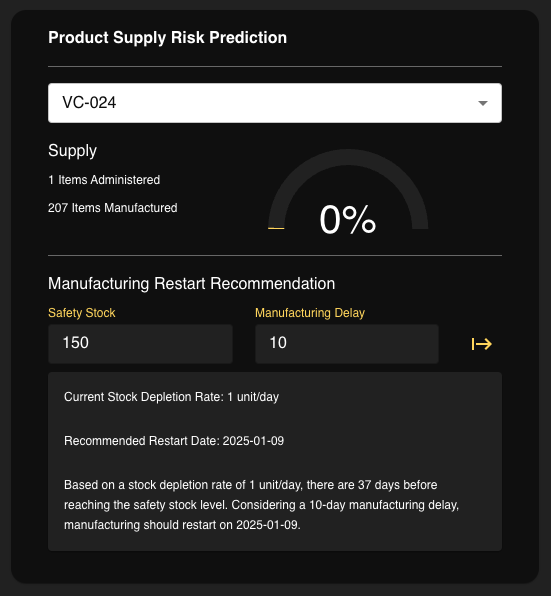 Product Supply Risk Prediction
VC-024
Supply
1 Items Administered
207 Items Manufactured
0%
Manufacturing Restart Recommendation
Safety Stock
Manufacturing Delay
150
10
Current Stock Depletion Rate: 1 unit/day
Recommended Restart Date: 2025-01-09
Based on a stock depletion rate of 1 unit/day, there are 37 days before
reaching the safety stock level. Considering a 10-day manufacturing delay,
manufacturing should restart on 2025-01-09.